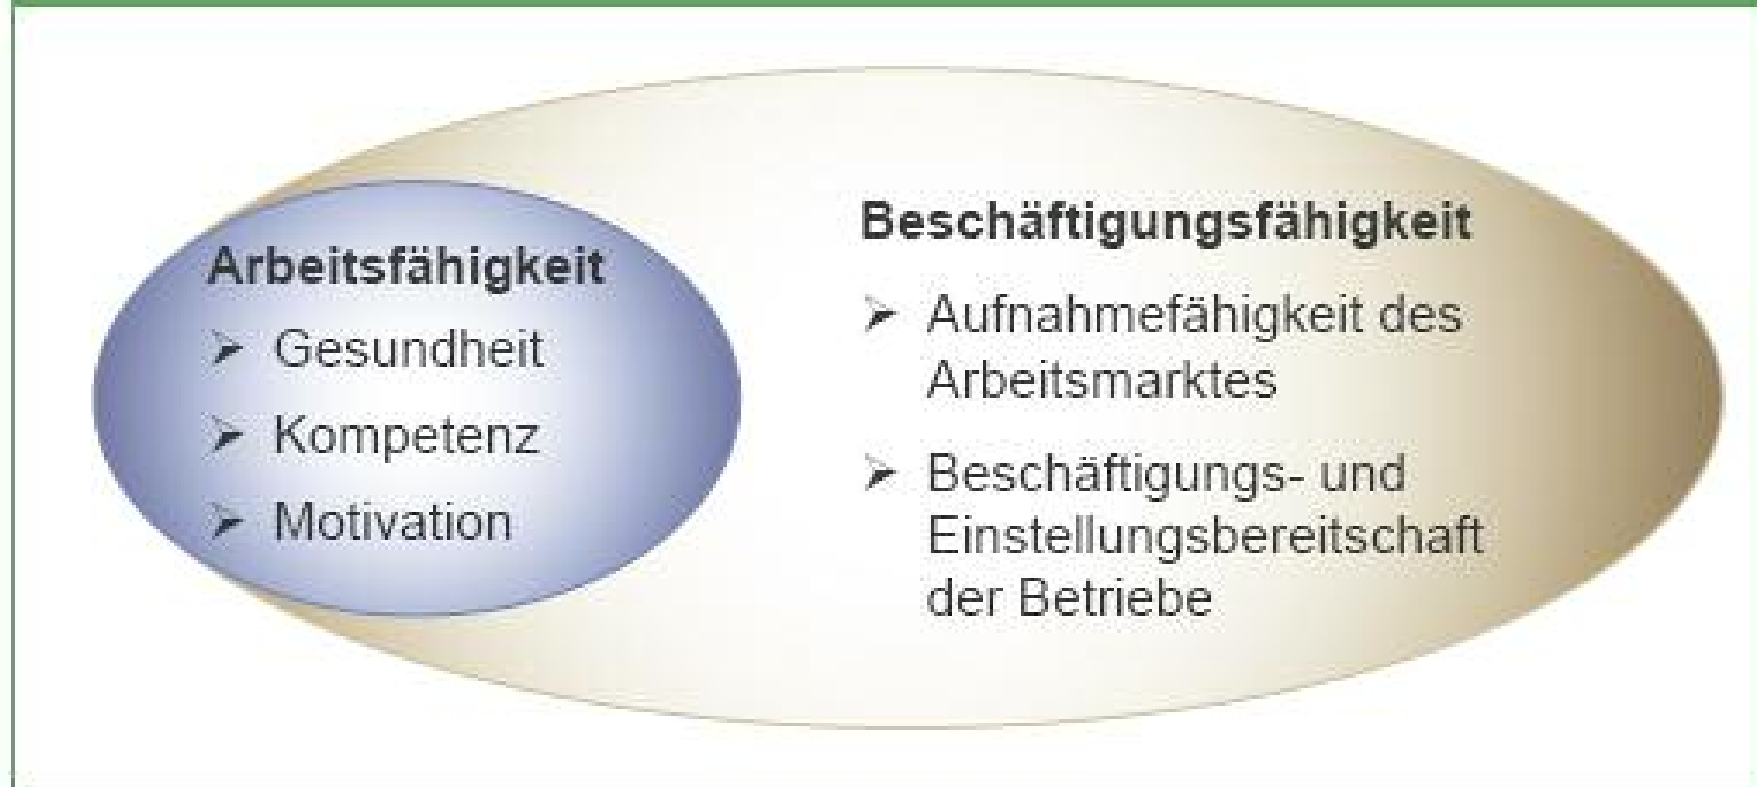 Arbeitsfähigkeit
➢ Gesundheit
➢ Kompetenz
➢ Motivation
Beschäftigungsfähigkeit
➢ Aufnahmefähigkeit des
Arbeitsmarktes
➢ Beschäftigungs- und
Einstellungsbereitschaft
der Betriebe